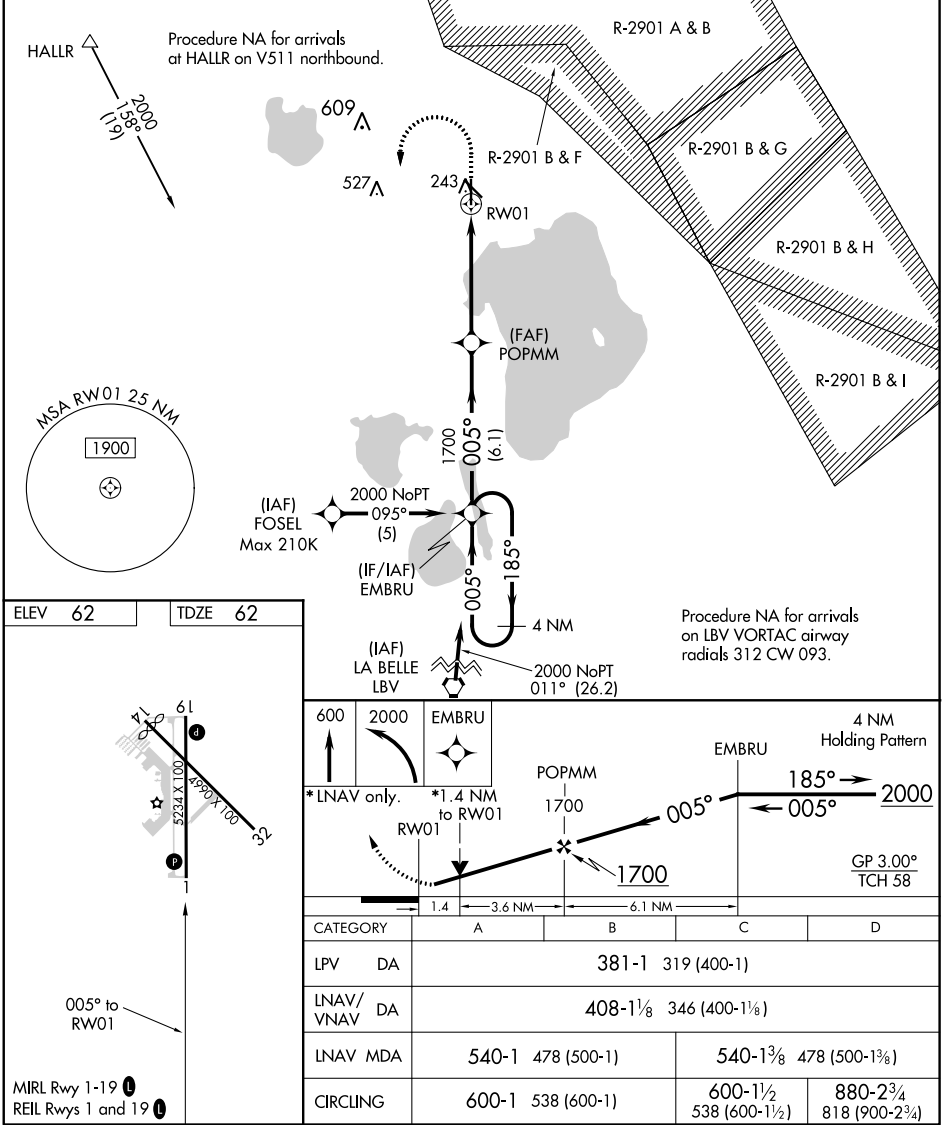 R-2901 A & B
HALLR
Procedure NA for arrivals
at HALLR on V511 northbound.
2000
158°
(19)
609
R-2901 B & F
R-2901 B & G
527
243
RW01
R-2901 B & H
(FAF)
POPMM
R-2901 B & I
MSA RW01 25 NM
1900
1700
005°
(6.1)
(IAF)
FOSEL
Max 210K
2000 NoPT
095°
(5)
(IF/IAF)
EMBRU
005°
185°
4 NM
(IAF)
LA BELLE
LBV
2000 NoPT
011° (26.2)
Procedure NA for arrivals
on LBV VORTAC airway
radials 312 CW 093.
ELEV 62
TDZE 62
14
19
P
5234 X 100
4990 X 100
32
P
1
005° to
RW01
MIRL Rwy 1-19 L
REIL Rwys 1 and 19 L
600
2000
EMBRU
*LNAV only.
*1.4 NM
to RW01
RW01
POPMM
1700
1700
005°
EMBRU
4 NM
Holding Pattern
185°
005°
2000
GP 3.00°
TCH 58
1.4
3.6 NM
6.1 NM
CATEGORY A B C D
LPV DA 381-1 319 (400-1)
LNAV/
VNAV DA 408-1⅛ 346 (400-1⅛)
LNAV MDA 540-1 478 (500-1) 540-1⅜ 478 (500-1⅜)
CIRCLING 600-1 538 (600-1) 600-1½ 880-2¾
538 (600-1½) 818 (900-2¾)